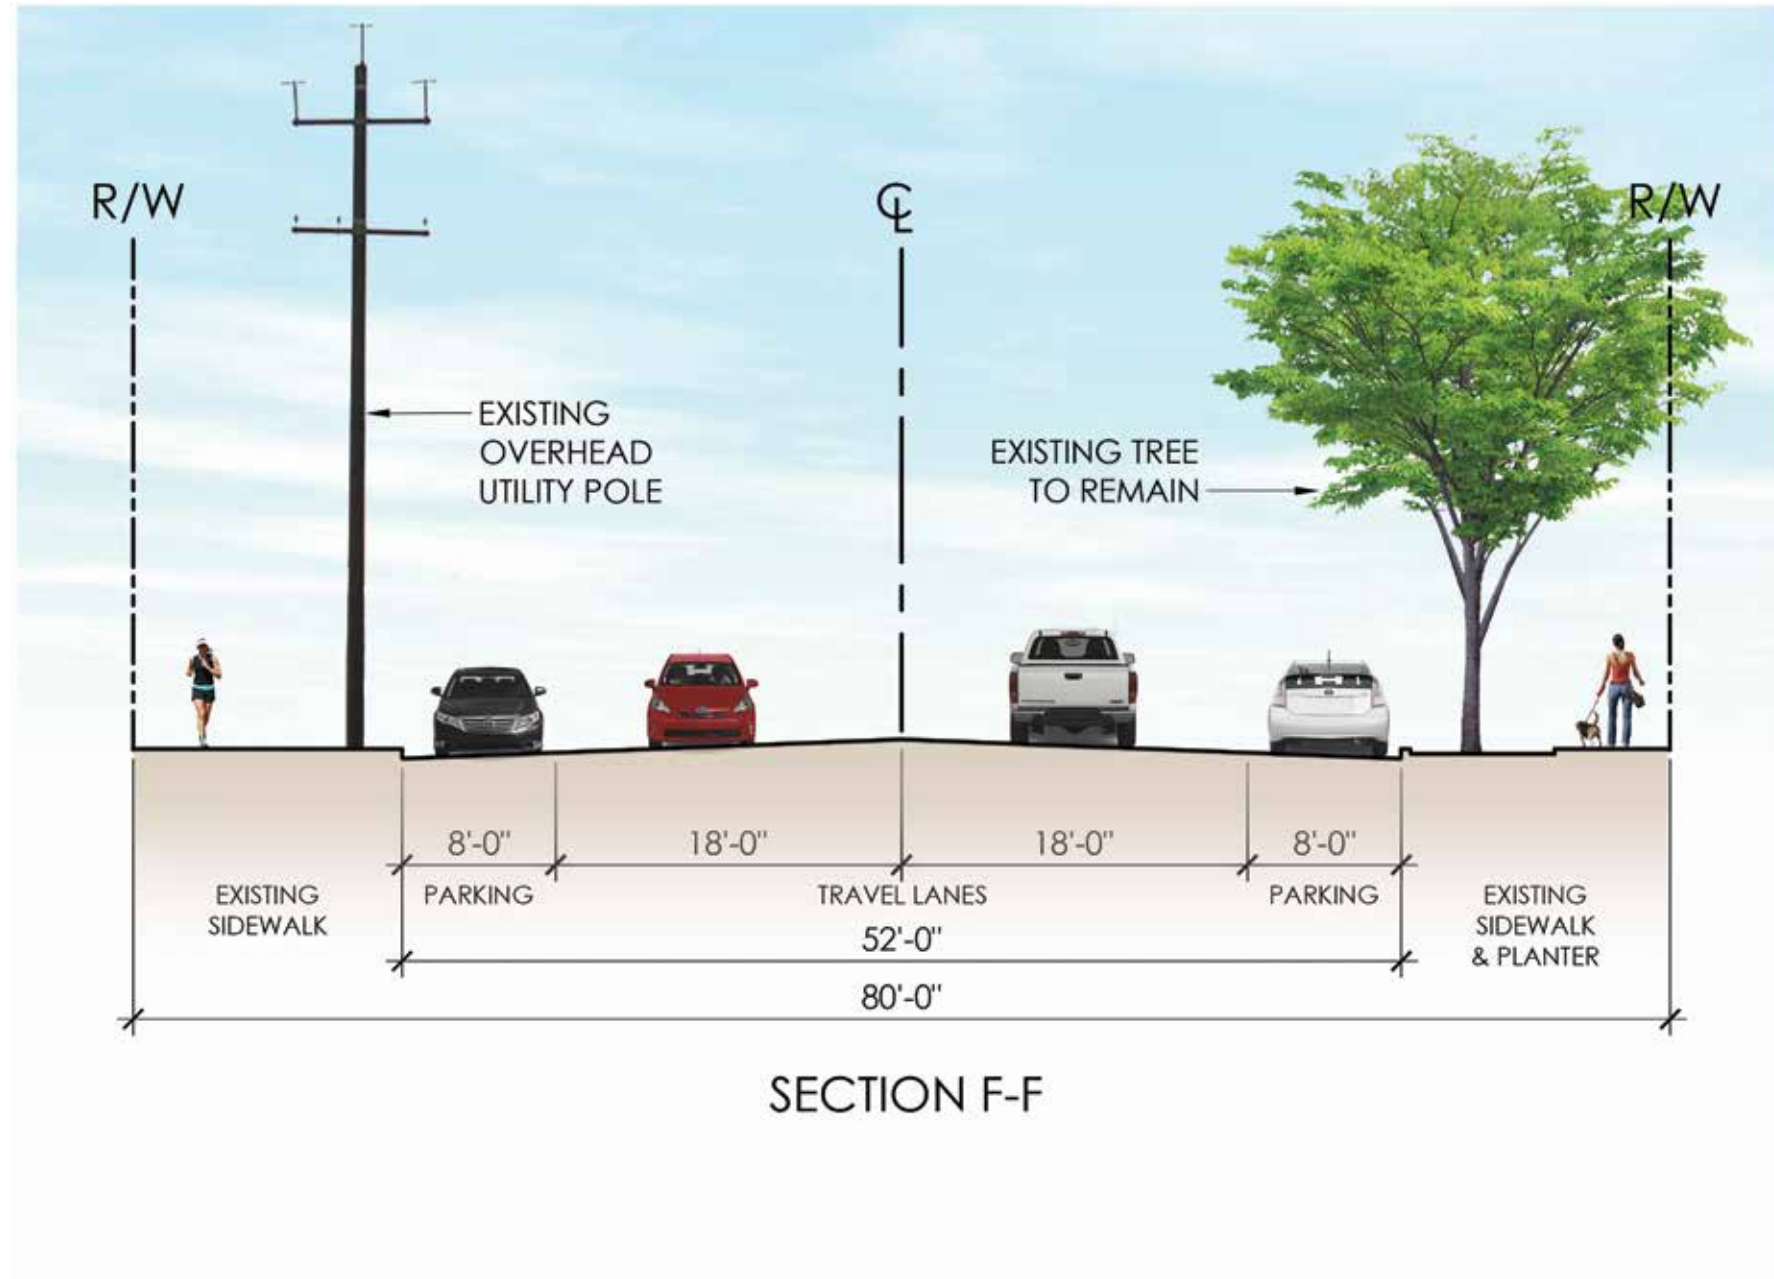 R/W
℄
R/W
EXISTING
OVERHEAD
UTILITY POLE
EXISTING TREE
TO REMAIN
8'-0"
18'-0"
18'-0"
8'-0"
EXISTING
SIDEWALK
PARKING
TRAVEL LANES
PARKING
EXISTING
SIDEWALK
& PLANTER
52'-0"
80'-0"
SECTION F-F